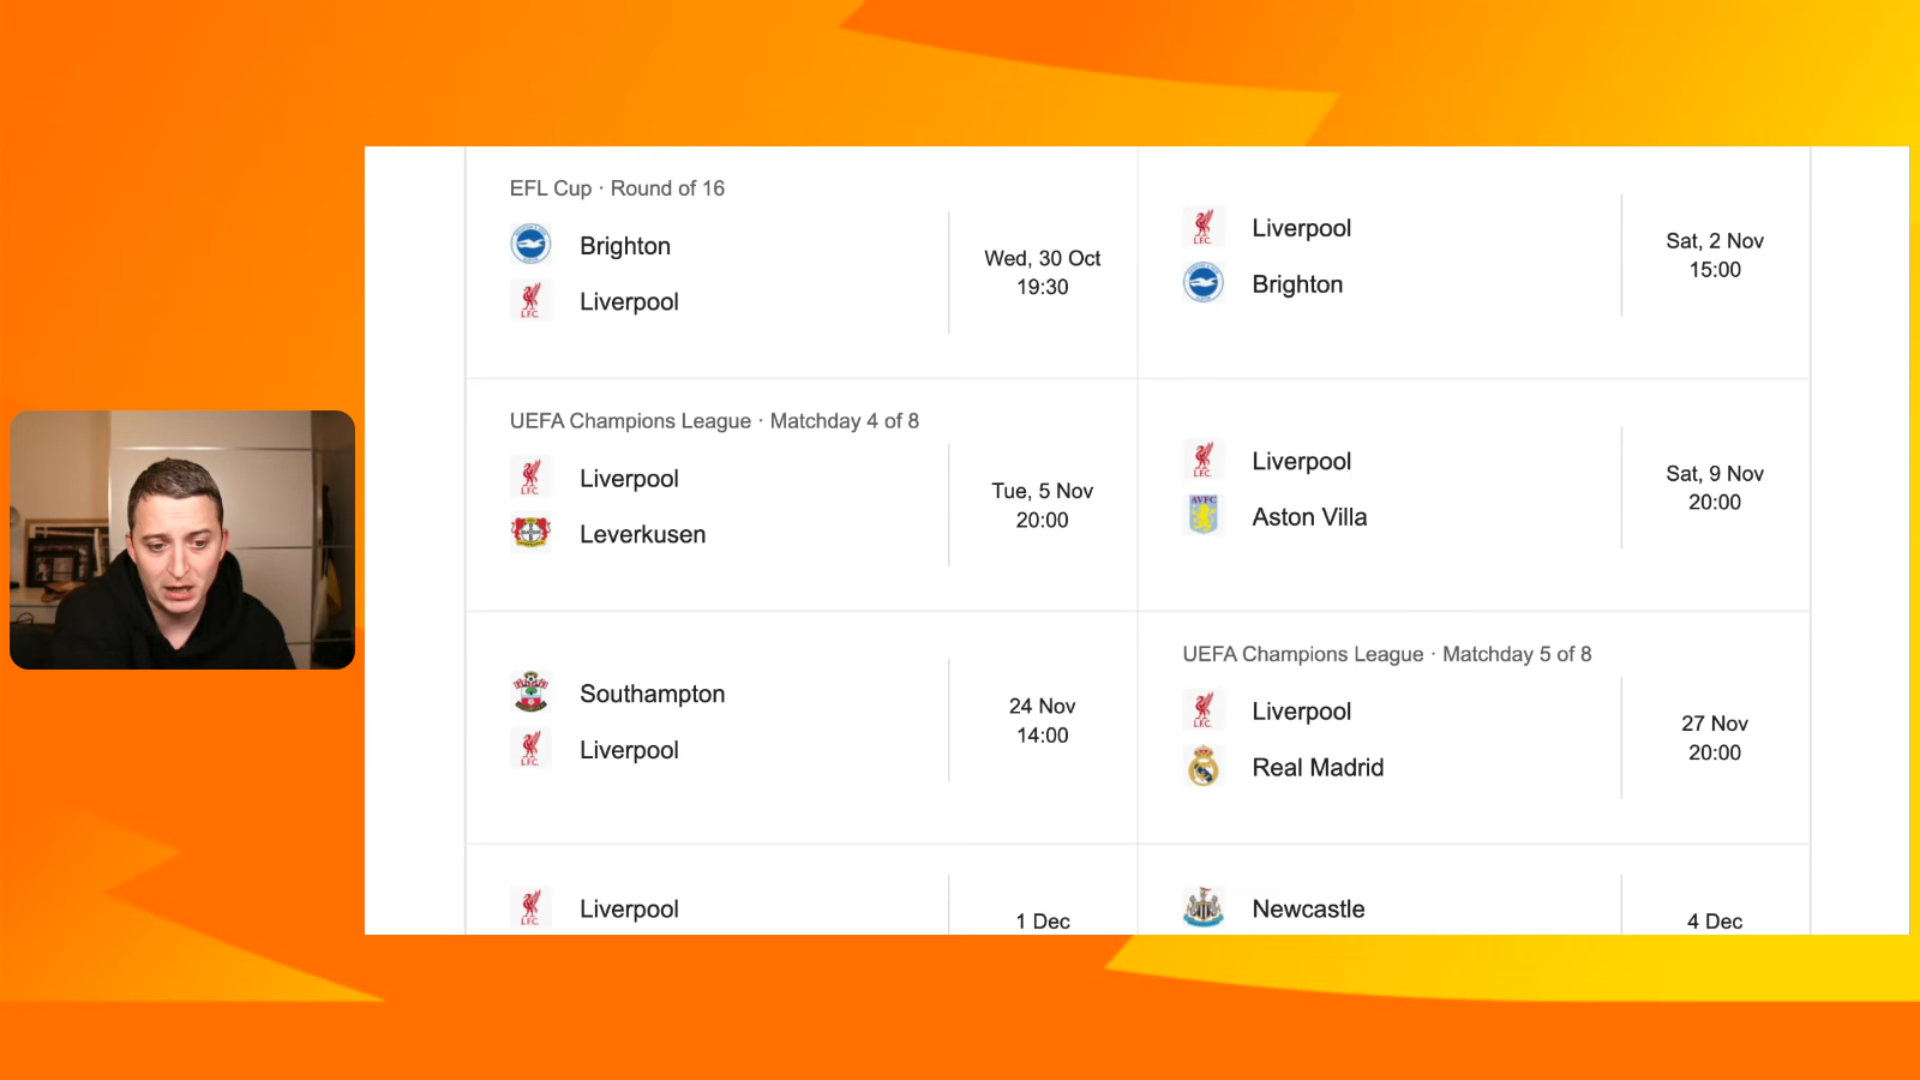 EFL Cup · Round of 16
Brighton
Liverpool
Wed, 30 Oct
19:30
Liverpool
Brighton
Sat, 2 Nov
15:00
UEFA Champions League · Matchday 4 of 8
Liverpool
Leverkusen
Tue, 5 Nov
20:00
Liverpool
Aston Villa
Sat, 9 Nov
20:00
Southampton
Liverpool
24 Nov
14:00
UEFA Champions League · Matchday 5 of 8
Liverpool
Real Madrid
27 Nov
20:00
Liverpool
1 Dec
Newcastle
4 Dec